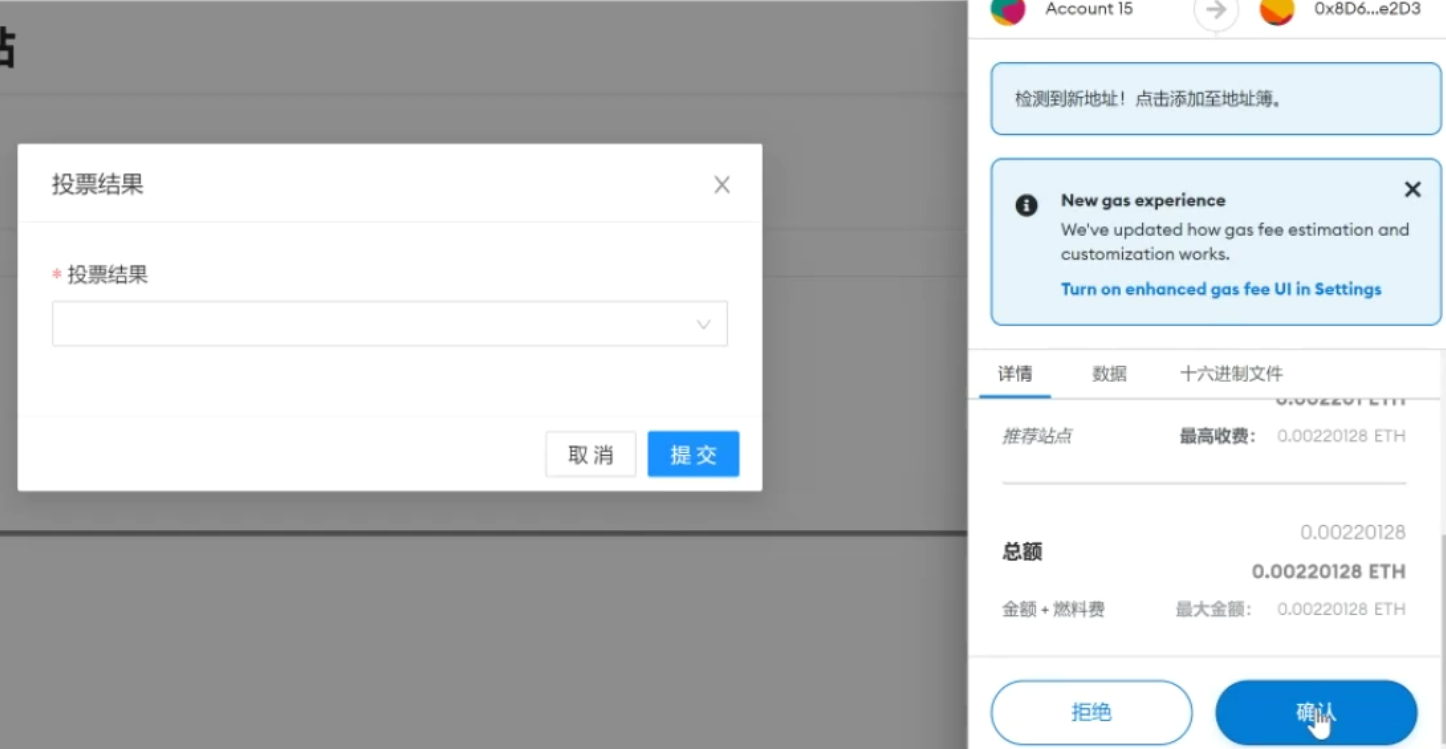 站
投票结果
* 投票结果
取 消
提 交
Account 15
0x8D6...e2D3
检测到新地址！点击添加至地址簿。
New gas experience
We've updated how gas fee estimation and
customization works.
Turn on enhanced gas fee UI in Settings
详情
数据
十六进制文件
0.002201 ETH
推荐站点
最高收费：
0.00220128 ETH
0.00220128
总额
0.00220128 ETH
金额 + 燃料费
最大金额：
0.00220128 ETH
拒绝
确认